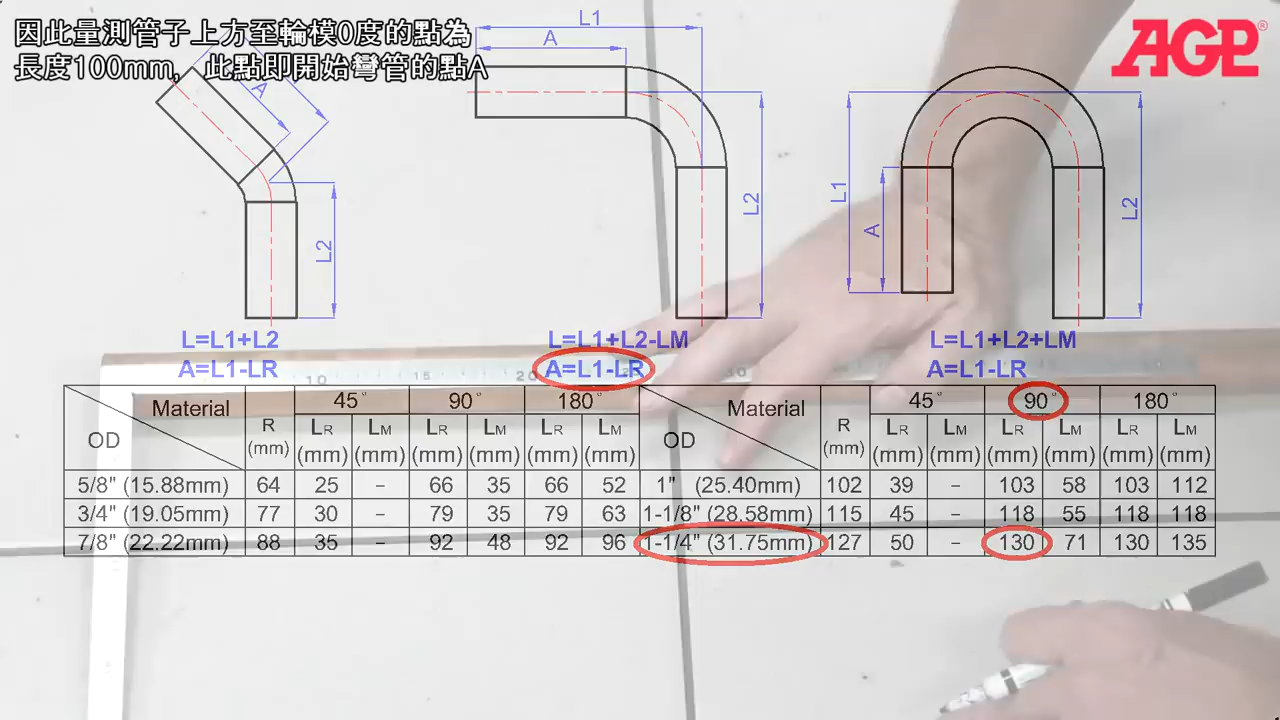 因此量測管子上方至輪模0度的點為
長度100mm, 此點即開始彎管的點A
AGP®
A
L2
L1
A
L2
L1
A
L2
L=L1+L2
A=L1-LR
L=L1+L2-LM
A=L1-LR
L=L1+L2+LM
A=L1-LR
10 15 20 30
Material OD R (mm) 45° 90° 180° Material OD R (mm) 45° 90° 180°
LR (mm) LM (mm) LR (mm) LM (mm) LR (mm) LM (mm) LR (mm) LM (mm) LR (mm) LM (mm) LR (mm) LM (mm)
5/8" (15.88mm) 64 25 - 66 35 66 52 1" (25.40mm) 102 39 - 103 58 103 112
3/4" (19.05mm) 77 30 - 79 35 79 63 1-1/8" (28.58mm) 115 45 - 118 55 118 118
7/8" (22.22mm) 88 35 - 92 48 92 96 1-1/4" (31.75mm) 127 50 - 130 71 130 135